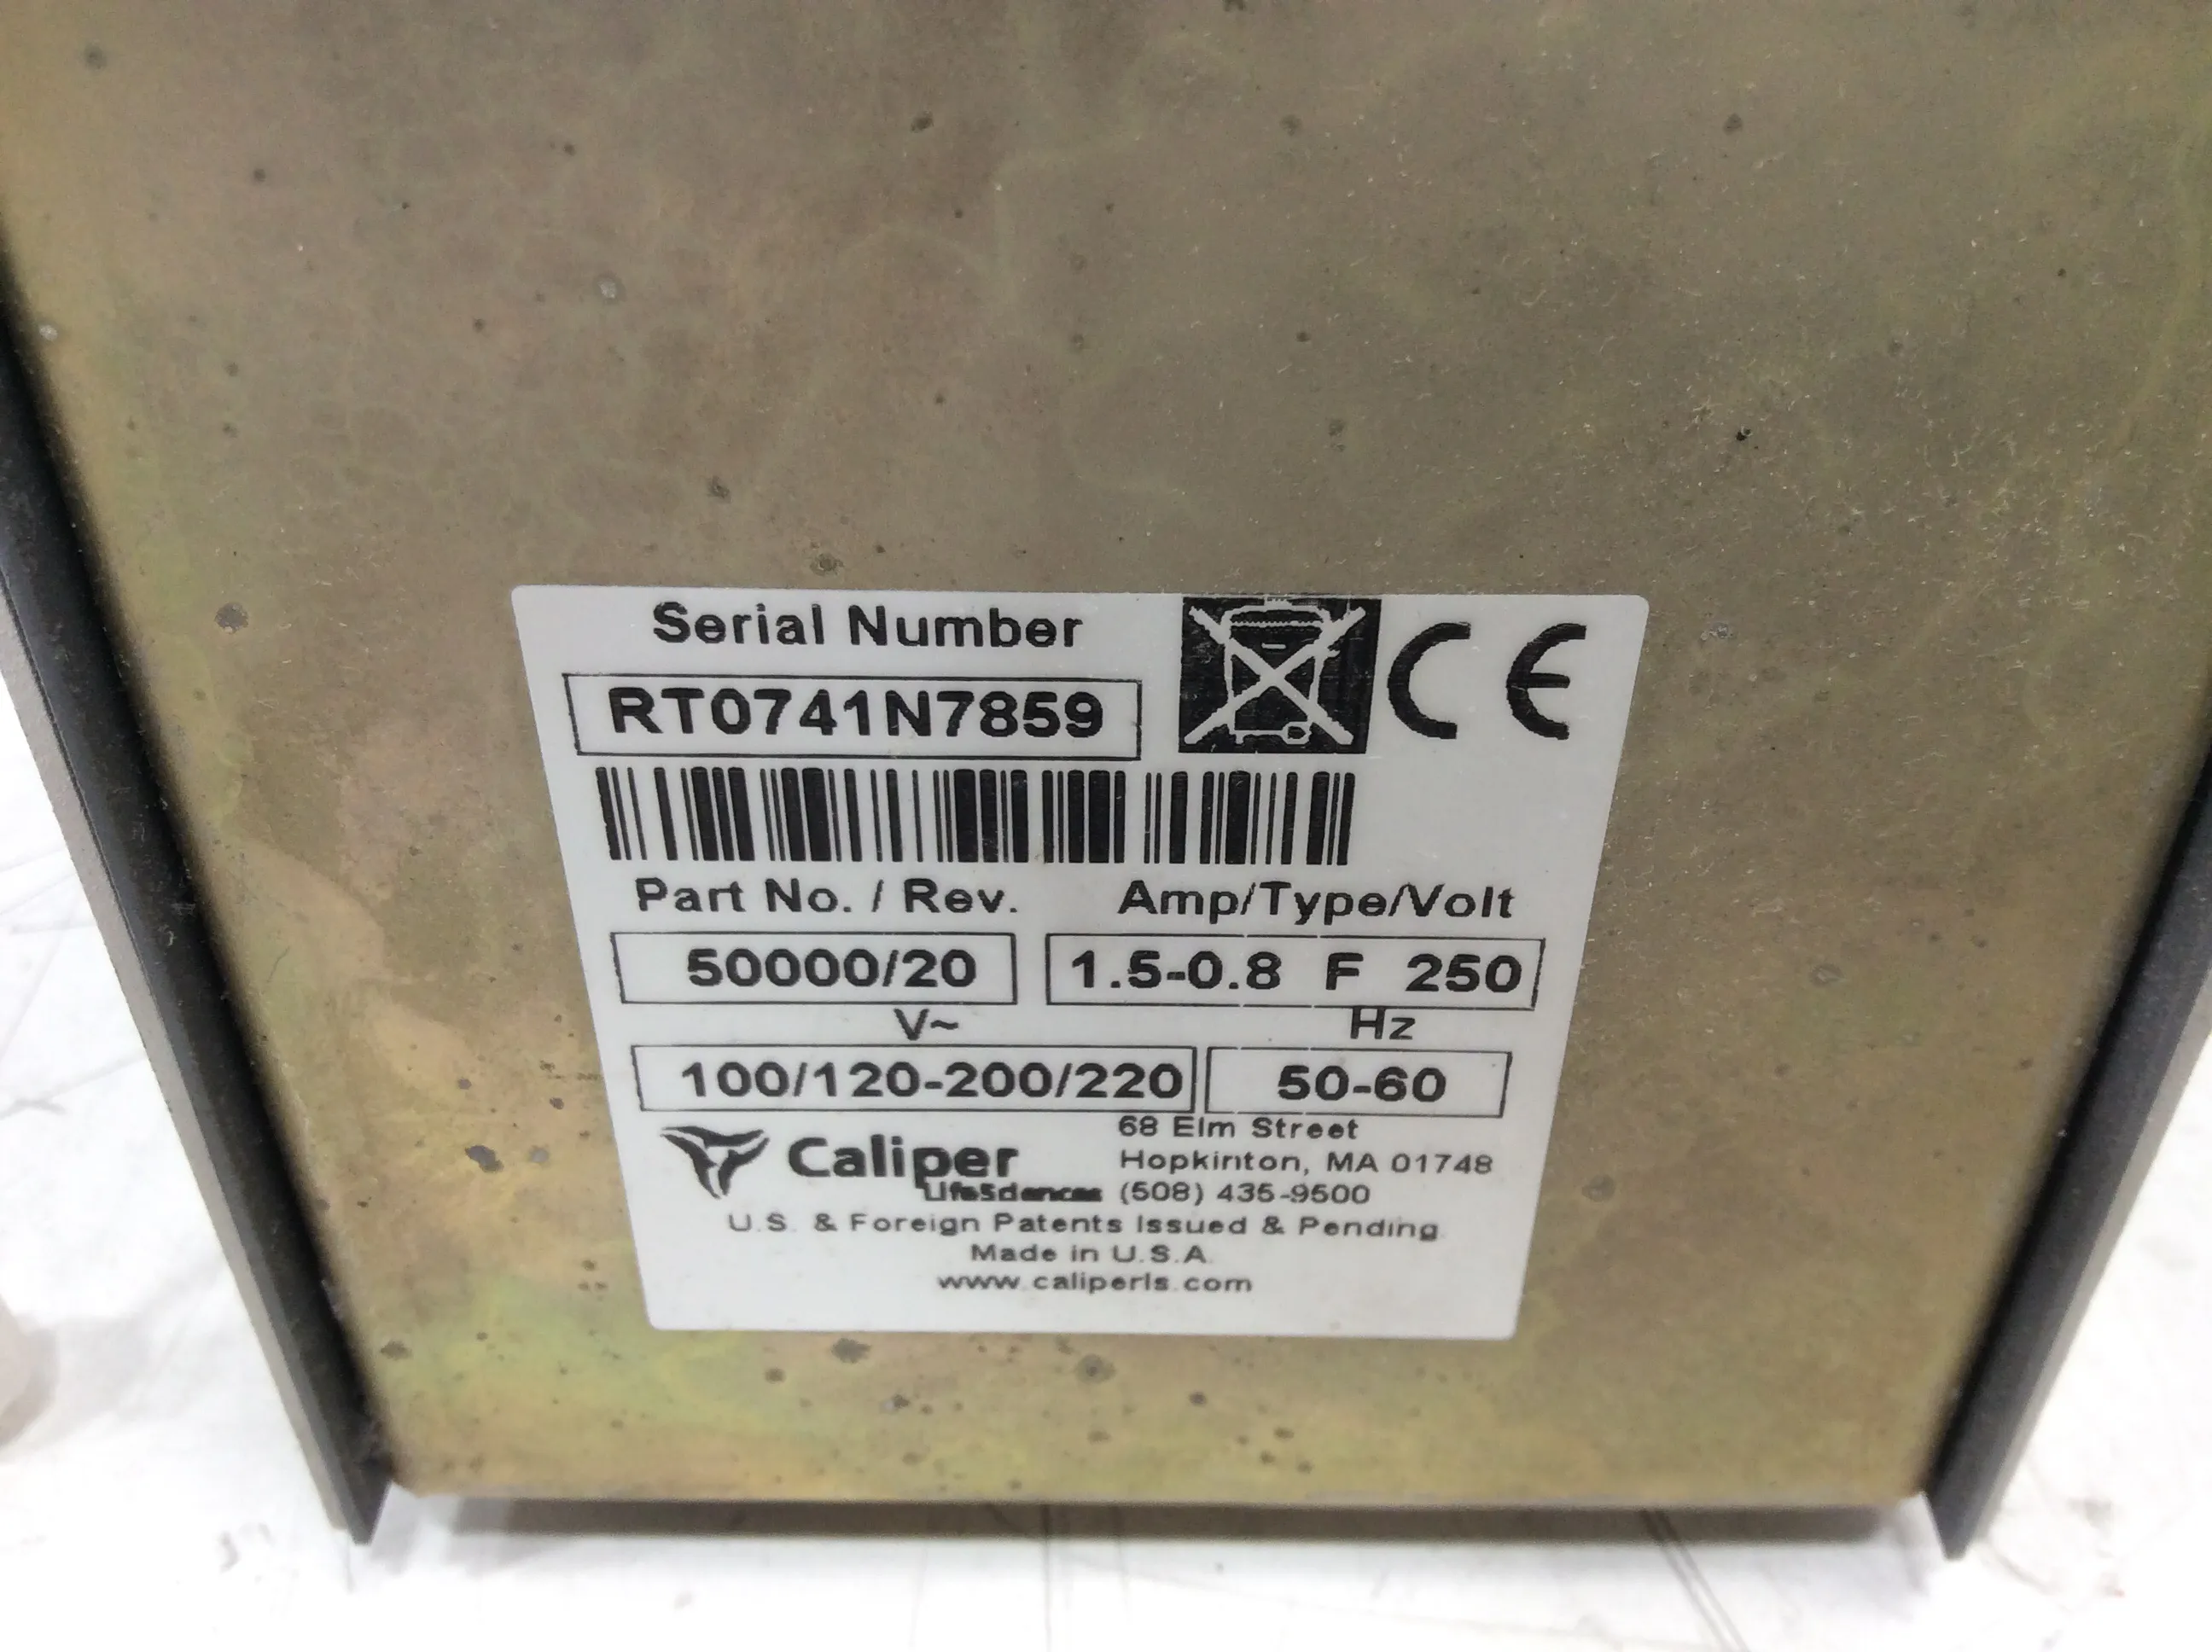 Serial Number
CE
RT0741N7859
Part No. / Rev. Amp/Type/Volt
50000/20 1.5-0.8 F 250
V~ Hz
100/120-200/220 50-60
Caliper
LifeSciences
68 Elm Street
Hopkinton, MA 01748
(508) 435-9500
U.S. & Foreign Patents Issued & Pending
Made in U.S.A.
www.caliperls.com